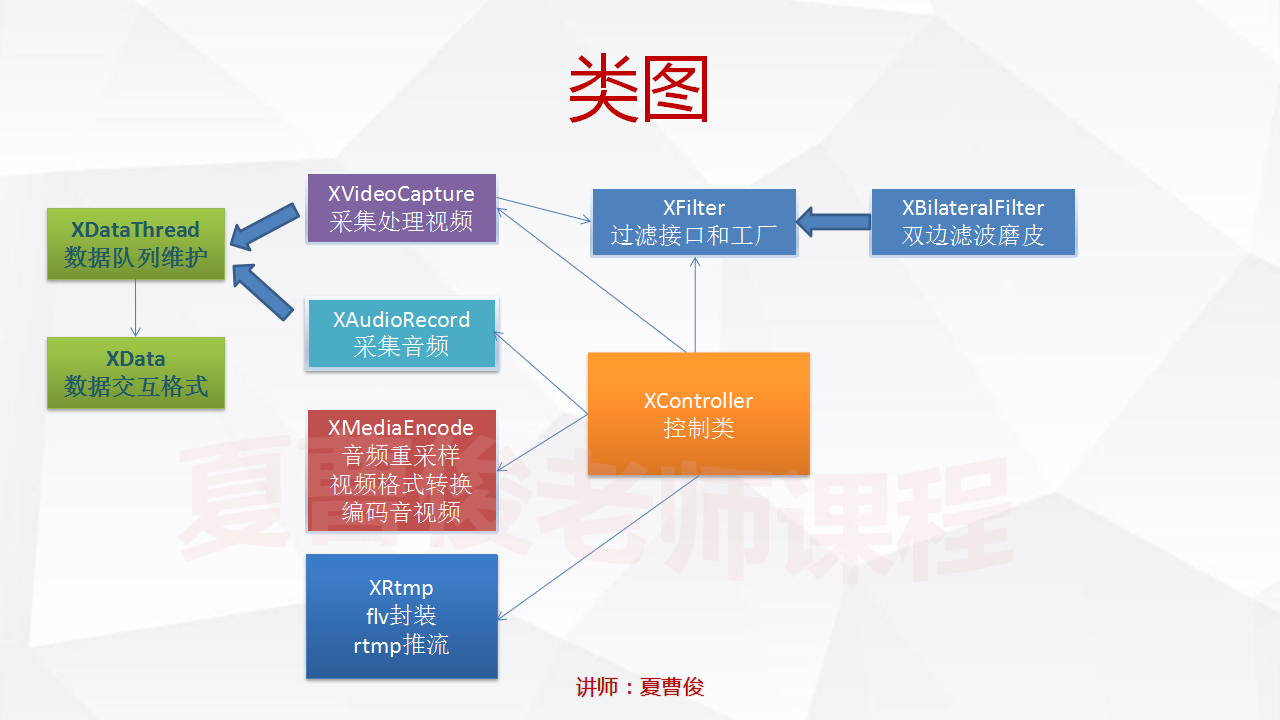 类图
XDataThread
数据队列维护
XData
数据交互格式
XVideoCapture
采集处理视频
XAudioRecord
采集音频
XMediaEncode
音频重采样
视频格式转换
编码音视频
XRtmp
flv封装
rtmp推流
XFilter
过滤接口和工厂
XBilateralFilter
双边滤波磨皮
XController
控制类
夏曹俊老师课程
讲师：夏曹俊